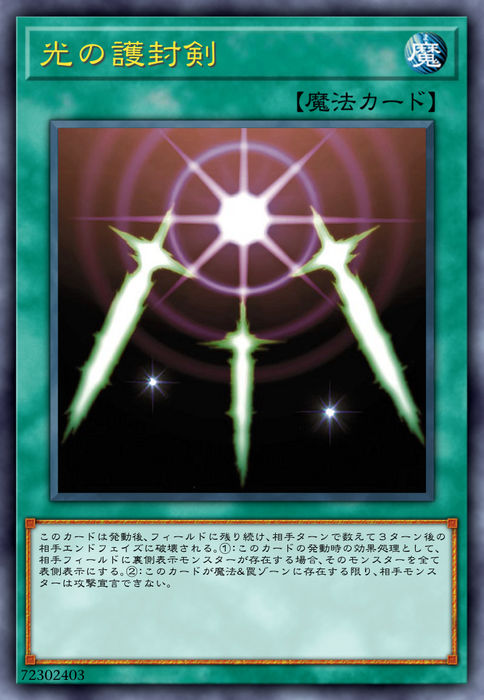 光の護封剣
魔
【魔法カード】
このカードは発動後、フィールドに残り続け、相手ターンで数えて３ターン後の
相手エンドフェイズに破壊される。①：このカードの発動時の効果処理として、
相手フィールドに裏側表示モンスターが存在する場合、そのモンスターを全て
表側表示にする。②：このカードが魔法&罠ゾーンに存在する限り、相手モンス
ターは攻撃宣言できない。
72302403